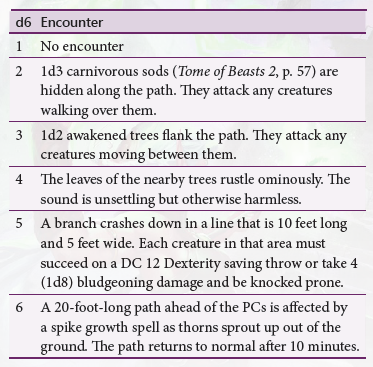 d6 Encounter
1 No encounter
2 1d3 carnivorous sods (Tome of Beasts 2, p. 57) are
hidden along the path. They attack any creatures
walking over them.
3 1d2 awakened trees flank the path. They attack any
creatures moving between them.
4 The leaves of the nearby trees rustle ominously. The
sound is unsettling but otherwise harmless.
5 A branch crashes down in a line that is 10 feet long
and 5 feet wide. Each creature in that area must
succeed on a DC 12 Dexterity saving throw or take 4
(1d8) bludgeoning damage and be knocked prone.
6 A 20-foot-long path ahead of the PCs is affected by
a spike growth spell as thorns sprout up out of the
ground. The path returns to normal after 10 minutes.